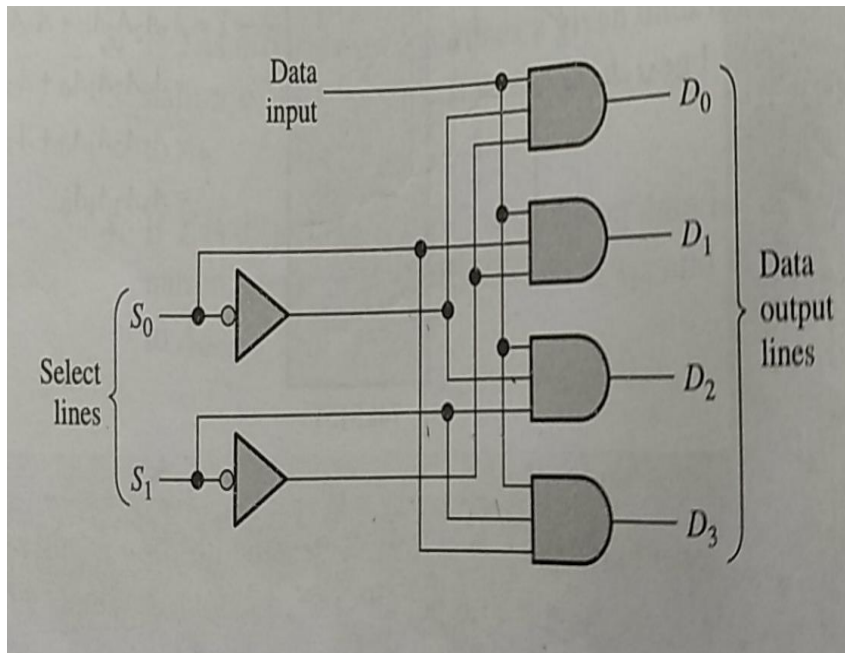 Data
input
D₀
D₁
D₂
D₃
Data
output
lines
S₀
Select
lines
S₁